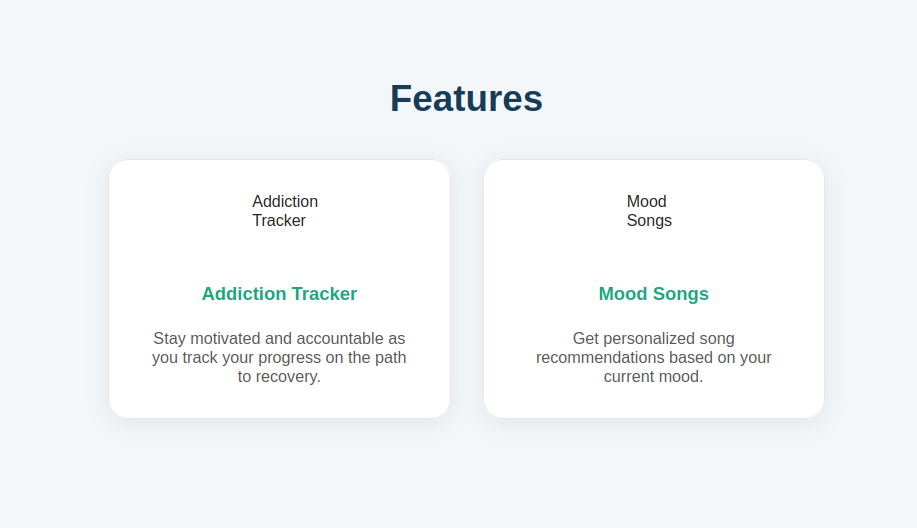 Features
Addiction
Tracker
Addiction Tracker
Stay motivated and accountable as
you track your progress on the path
to recovery.
Mood
Songs
Mood Songs
Get personalized song
recommendations based on your
current mood.